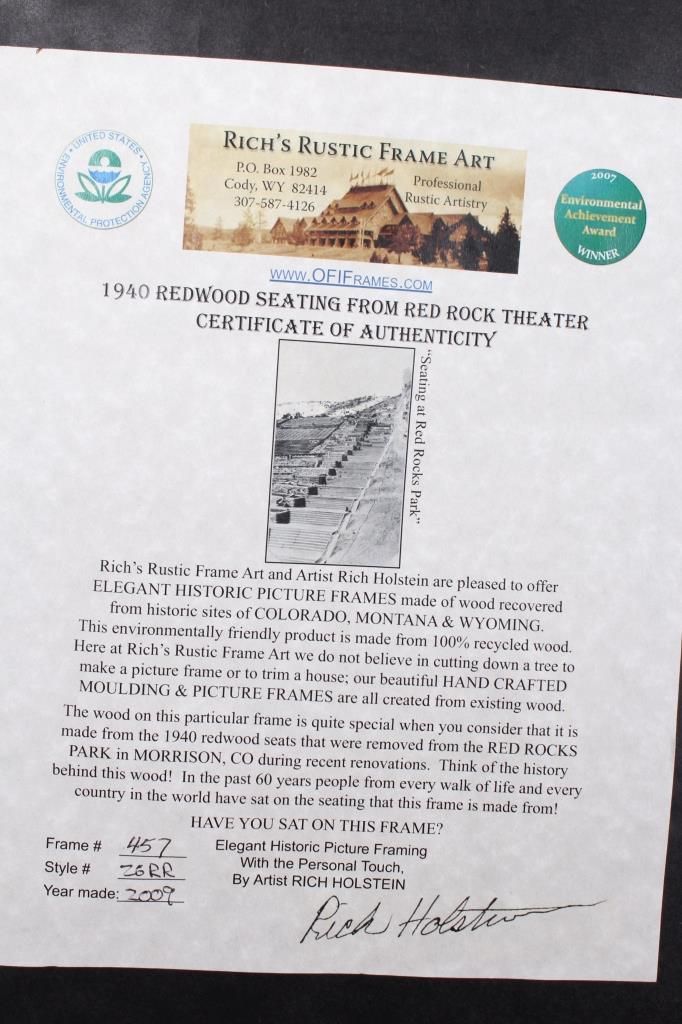 UNITED STATES
ENVIRONMENTAL PROTECTION AGENCY
RICH'S RUSTIC FRAME ART
P.O. Box 1982
Cody, WY 82414
307-587-4126
Professional
Rustic Artistry
2007
Environmental
Achievement
Award
WINNER
WWW.OFIFRAMES.COM
1940 REDWOOD SEATING FROM RED ROCK THEATER
CERTIFICATE OF AUTHENTICITY
"Seating at Red Rocks Park"
Rich's Rustic Frame Art and Artist Rich Holstein are pleased to offer
ELEGANT HISTORIC PICTURE FRAMES made of wood recovered
from historic sites of COLORADO, MONTANA & WYOMING.
This environmentally friendly product is made from 100% recycled wood.
Here at Rich's Rustic Frame Art we do not believe in cutting down a tree to
make a picture frame or to trim a house; our beautiful HAND CRAFTED
MOULDING & PICTURE FRAMES are all created from existing wood.
The wood on this particular frame is quite special when you consider that it is
made from the 1940 redwood seats that were removed from the RED ROCKS
PARK in MORRISON, CO during recent renovations. Think of the history
behind this wood! In the past 60 years people from every walk of life and every
country in the world have sat on the seating that this frame is made from!
HAVE YOU SAT ON THIS FRAME?
Frame # 457
Style # 26RR
Year made: 2009
Elegant Historic Picture Framing
With the Personal Touch,
By Artist RICH HOLSTEIN
Rich Holstein